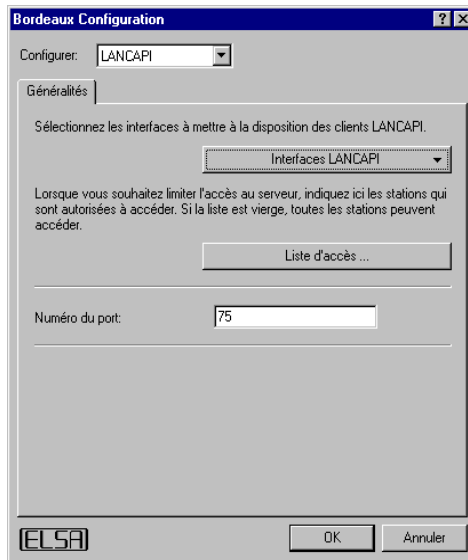 Bordeaux Configuration
Configurer: LANCAPI
Généralités
Sélectionnez les interfaces à mettre à la disposition des clients LANCAPI.
Interfaces LANCAPI
Lorsque vous souhaitez limiter l'accès au serveur, indiquez ici les stations qui
sont autorisées à accéder. Si la liste est vierge, toutes les stations peuvent
accéder.
Liste d'accès ...
Numéro du port: 75
ELSA
OK Annuler